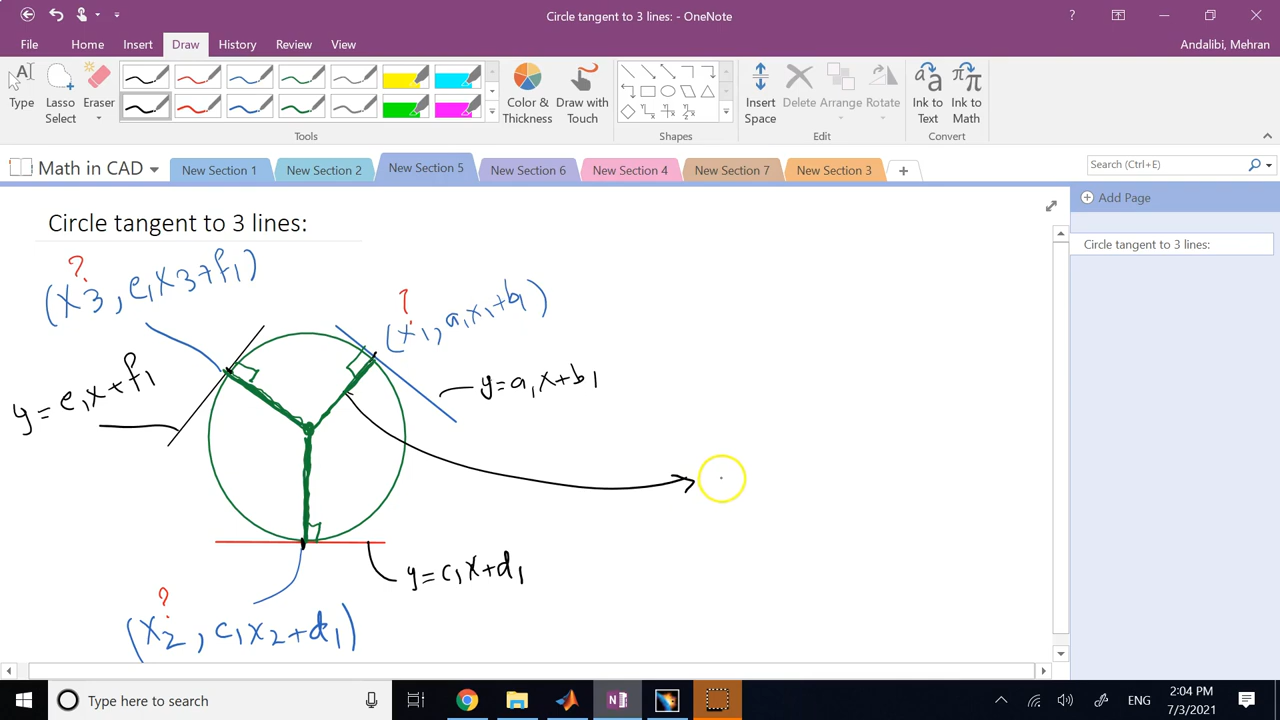 Circle tangent to 3 lines: - OneNote
?
File Home Insert Draw History Review View
Andalibi, Mehran
Type
Lasso Select
Eraser
Color & Thickness
Draw with Touch
Insert Space
Delete
Arrange
Rotate
Ink to Text
Ink to Math
Tools
Shapes
Edit
Convert
Math in CAD
New Section 1
New Section 2
New Section 5
New Section 6
New Section 4
New Section 7
New Section 3
Search (Ctrl+E)
Add Page
Circle tangent to 3 lines:
Circle tangent to 3 lines:
?
(x3, e1x3+f1)
?
(x1, a1x1+b1)
y=e1x+f1
y=a1x+b1
y=c1x+d1
?
(x2, c1x2+d1)
Type here to search
ENG
2:04 PM
7/3/2021